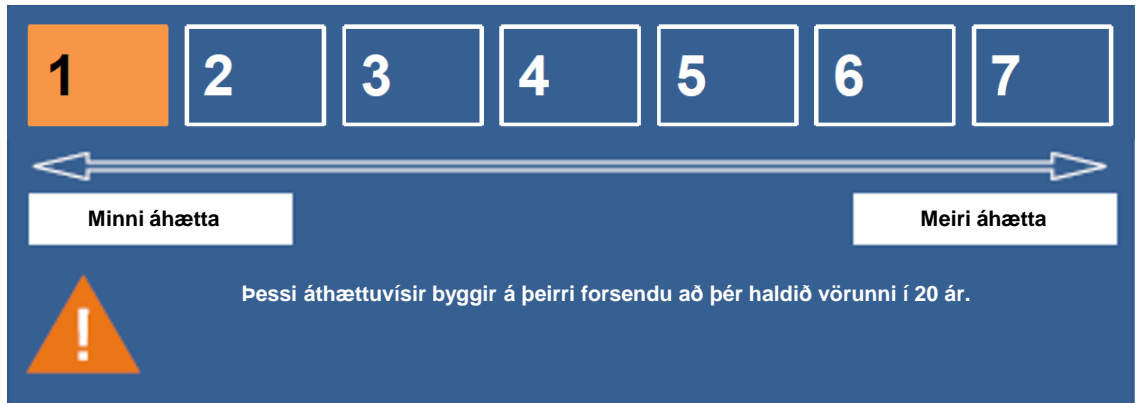 1 2 3 4 5 6 7
Minni áhætta Meiri áhætta
Þessi áthættuvísir byggir á þeirri forsendu að þér haldið vörunni í 20 ár.
!